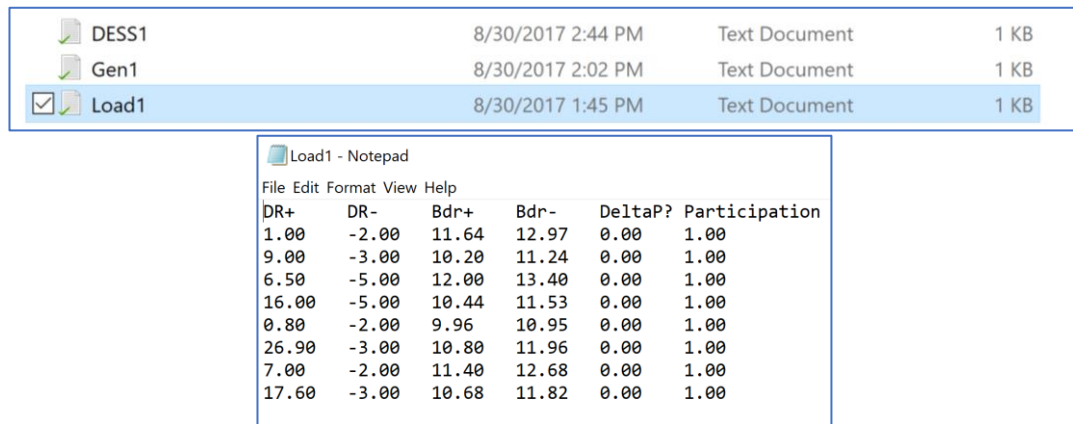 DESS1 8/30/2017 2:44 PM Text Document 1 KB
Gen1 8/30/2017 2:02 PM Text Document 1 KB
Load1 8/30/2017 1:45 PM Text Document 1 KB
Load1 - Notepad
File Edit Format View Help
DR+ DR- Bdr+ Bdr- DeltaP? Participation
1.00 -2.00 11.64 12.97 0.00 1.00
9.00 -3.00 10.20 11.24 0.00 1.00
6.50 -5.00 12.00 13.40 0.00 1.00
16.00 -5.00 10.44 11.53 0.00 1.00
0.80 -2.00 9.96 10.95 0.00 1.00
26.90 -3.00 10.80 11.96 0.00 1.00
7.00 -2.00 11.40 12.68 0.00 1.00
17.60 -3.00 10.68 11.82 0.00 1.00